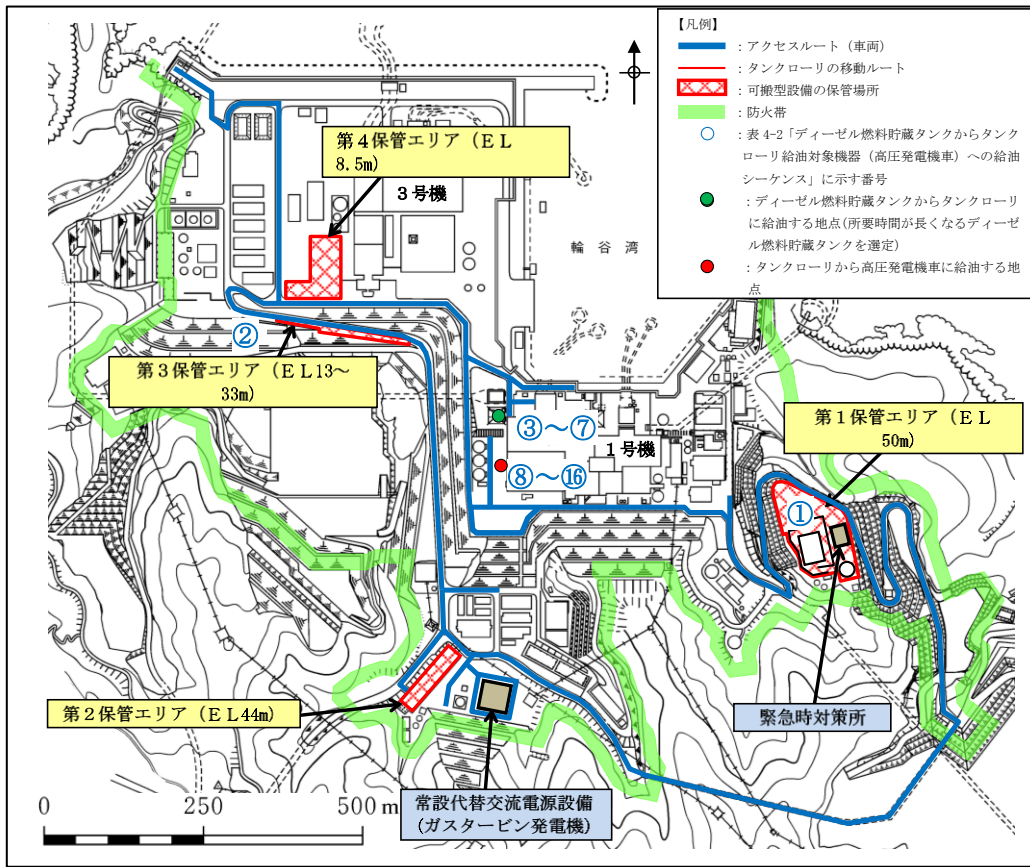 【凡例】
：アクセスルート（車両）
：タンクローリの移動ルート
：可搬型設備の保管場所
：防火帯
：表 4-2「ディーゼル燃料貯蔵タンクからタンク
ローリ給油対象機器（高圧発電機車）への給油
シーケンス」に示す番号
：ディーゼル燃料貯蔵タンクからタンクローリ
に給油する地点(所要時間が長くなるディーゼ
ル燃料貯蔵タンクを選定)
：タンクローリから高圧発電機車に給油する地
点
第４保管エリア（ＥＬ
8.5m）
３号機
輪谷湾
②
第３保管エリア（ＥＬ13～
33m）
③～⑦
１号機
⑧～⑯
第１保管エリア（ＥＬ
50m）
①
第２保管エリア（ＥＬ44m）
緊急時対策所
常設代替交流電源設備
(ガスタービン発電機)
0 250 500 m